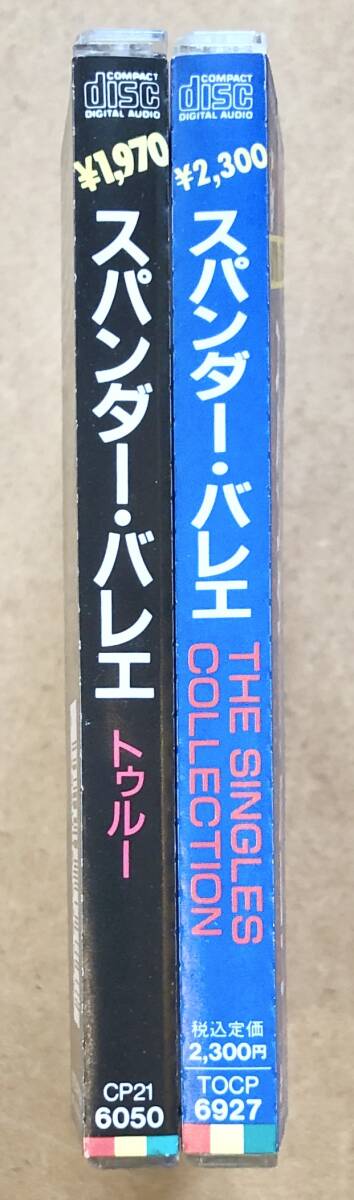 COMPACT
disc
DIGITAL AUDIO
¥1,970
スパンダー・バレエ
トゥルー
CP21
6050
COMPACT
disc
DIGITAL AUDIO
¥2,300
スパンダー・バレエ
THE SINGLES
COLLECTION
税込定価
2,300円
TOCP
6927